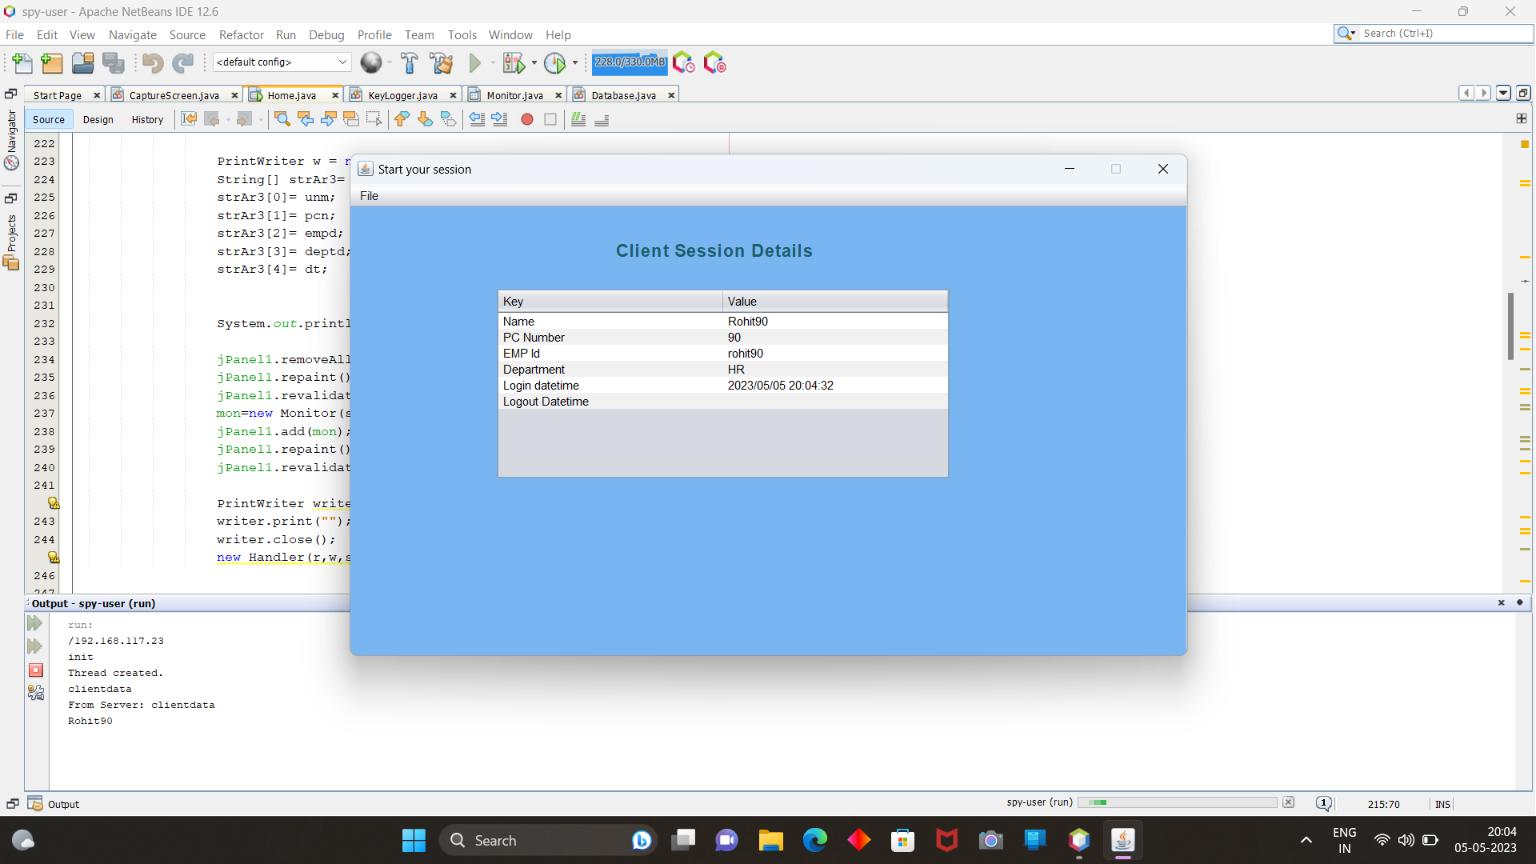 spy-user - Apache NetBeans IDE 12.6
File Edit View Navigate Source Refactor Run Debug Profile Team Tools Window Help
Search (Ctrl+I)
<default config>
228.0/330.0MB
Start Page CaptureScreen.java Home.java KeyLogger.java Monitor.java Database.java
Source Design History
Navigator
Projects
222
223 PrintWriter w = n
224 String[] strAr3=
225 strAr3[0]= unm;
226 strAr3[1]= pcn;
227 strAr3[2]= empd;
228 strAr3[3]= deptd;
229 strAr3[4]= dt;
230
231
232 System.out.printl
233
234 jPanel1.removeAll
235 jPanel1.repaint()
236 jPanel1.revalidat
237 mon=new Monitor(s
238 jPanel1.add(mon);
239 jPanel1.repaint()
240 jPanel1.revalidat
241
PrintWriter write
243 writer.print("");
244 writer.close();
new Handler(r,w,s
246
247
Start your session
File
Client Session Details
Key Value
Name Rohit90
PC Number 90
EMP Id rohit90
Department HR
Login datetime 2023/05/05 20:04:32
Logout Datetime
Output - spy-user (run)
run:
/192.168.117.23
init
Thread created.
clientdata
From Server: clientdata
Rohit90
Output
spy-user (run)
1
215:70
INS
Search
ENG
IN
20:04
05-05-2023